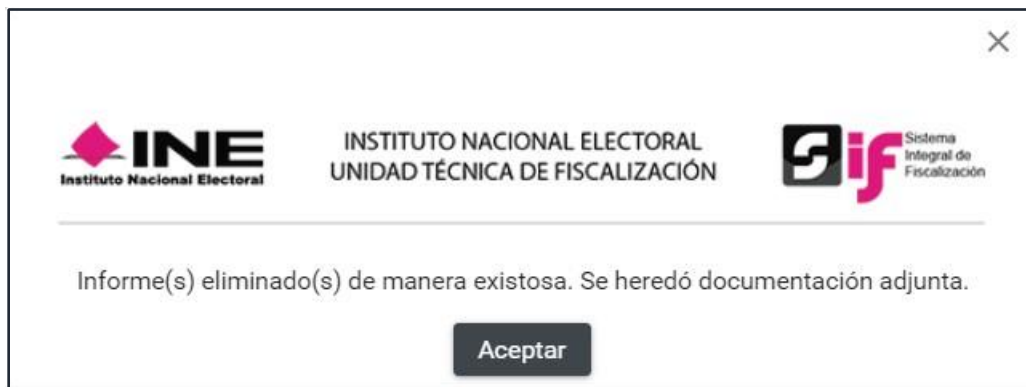 INE
Instituto Nacional Electoral
INSTITUTO NACIONAL ELECTORAL
UNIDAD TÉCNICA DE FISCALIZACIÓN
Sif
Sistema
Integral de
Fiscalización
Informe(s) eliminado(s) de manera existosa. Se heredó documentación adjunta.
Aceptar